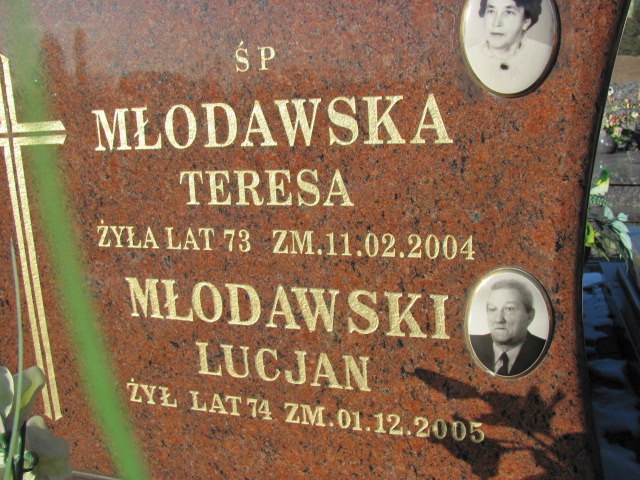 ŚP
MŁODAWSKA
TERESA
ŻYŁA LAT 73 ZM.11.02.2004
MŁODAWSKI
LUCJAN
ŻYŁ LAT 74 ZM.01.12.2005